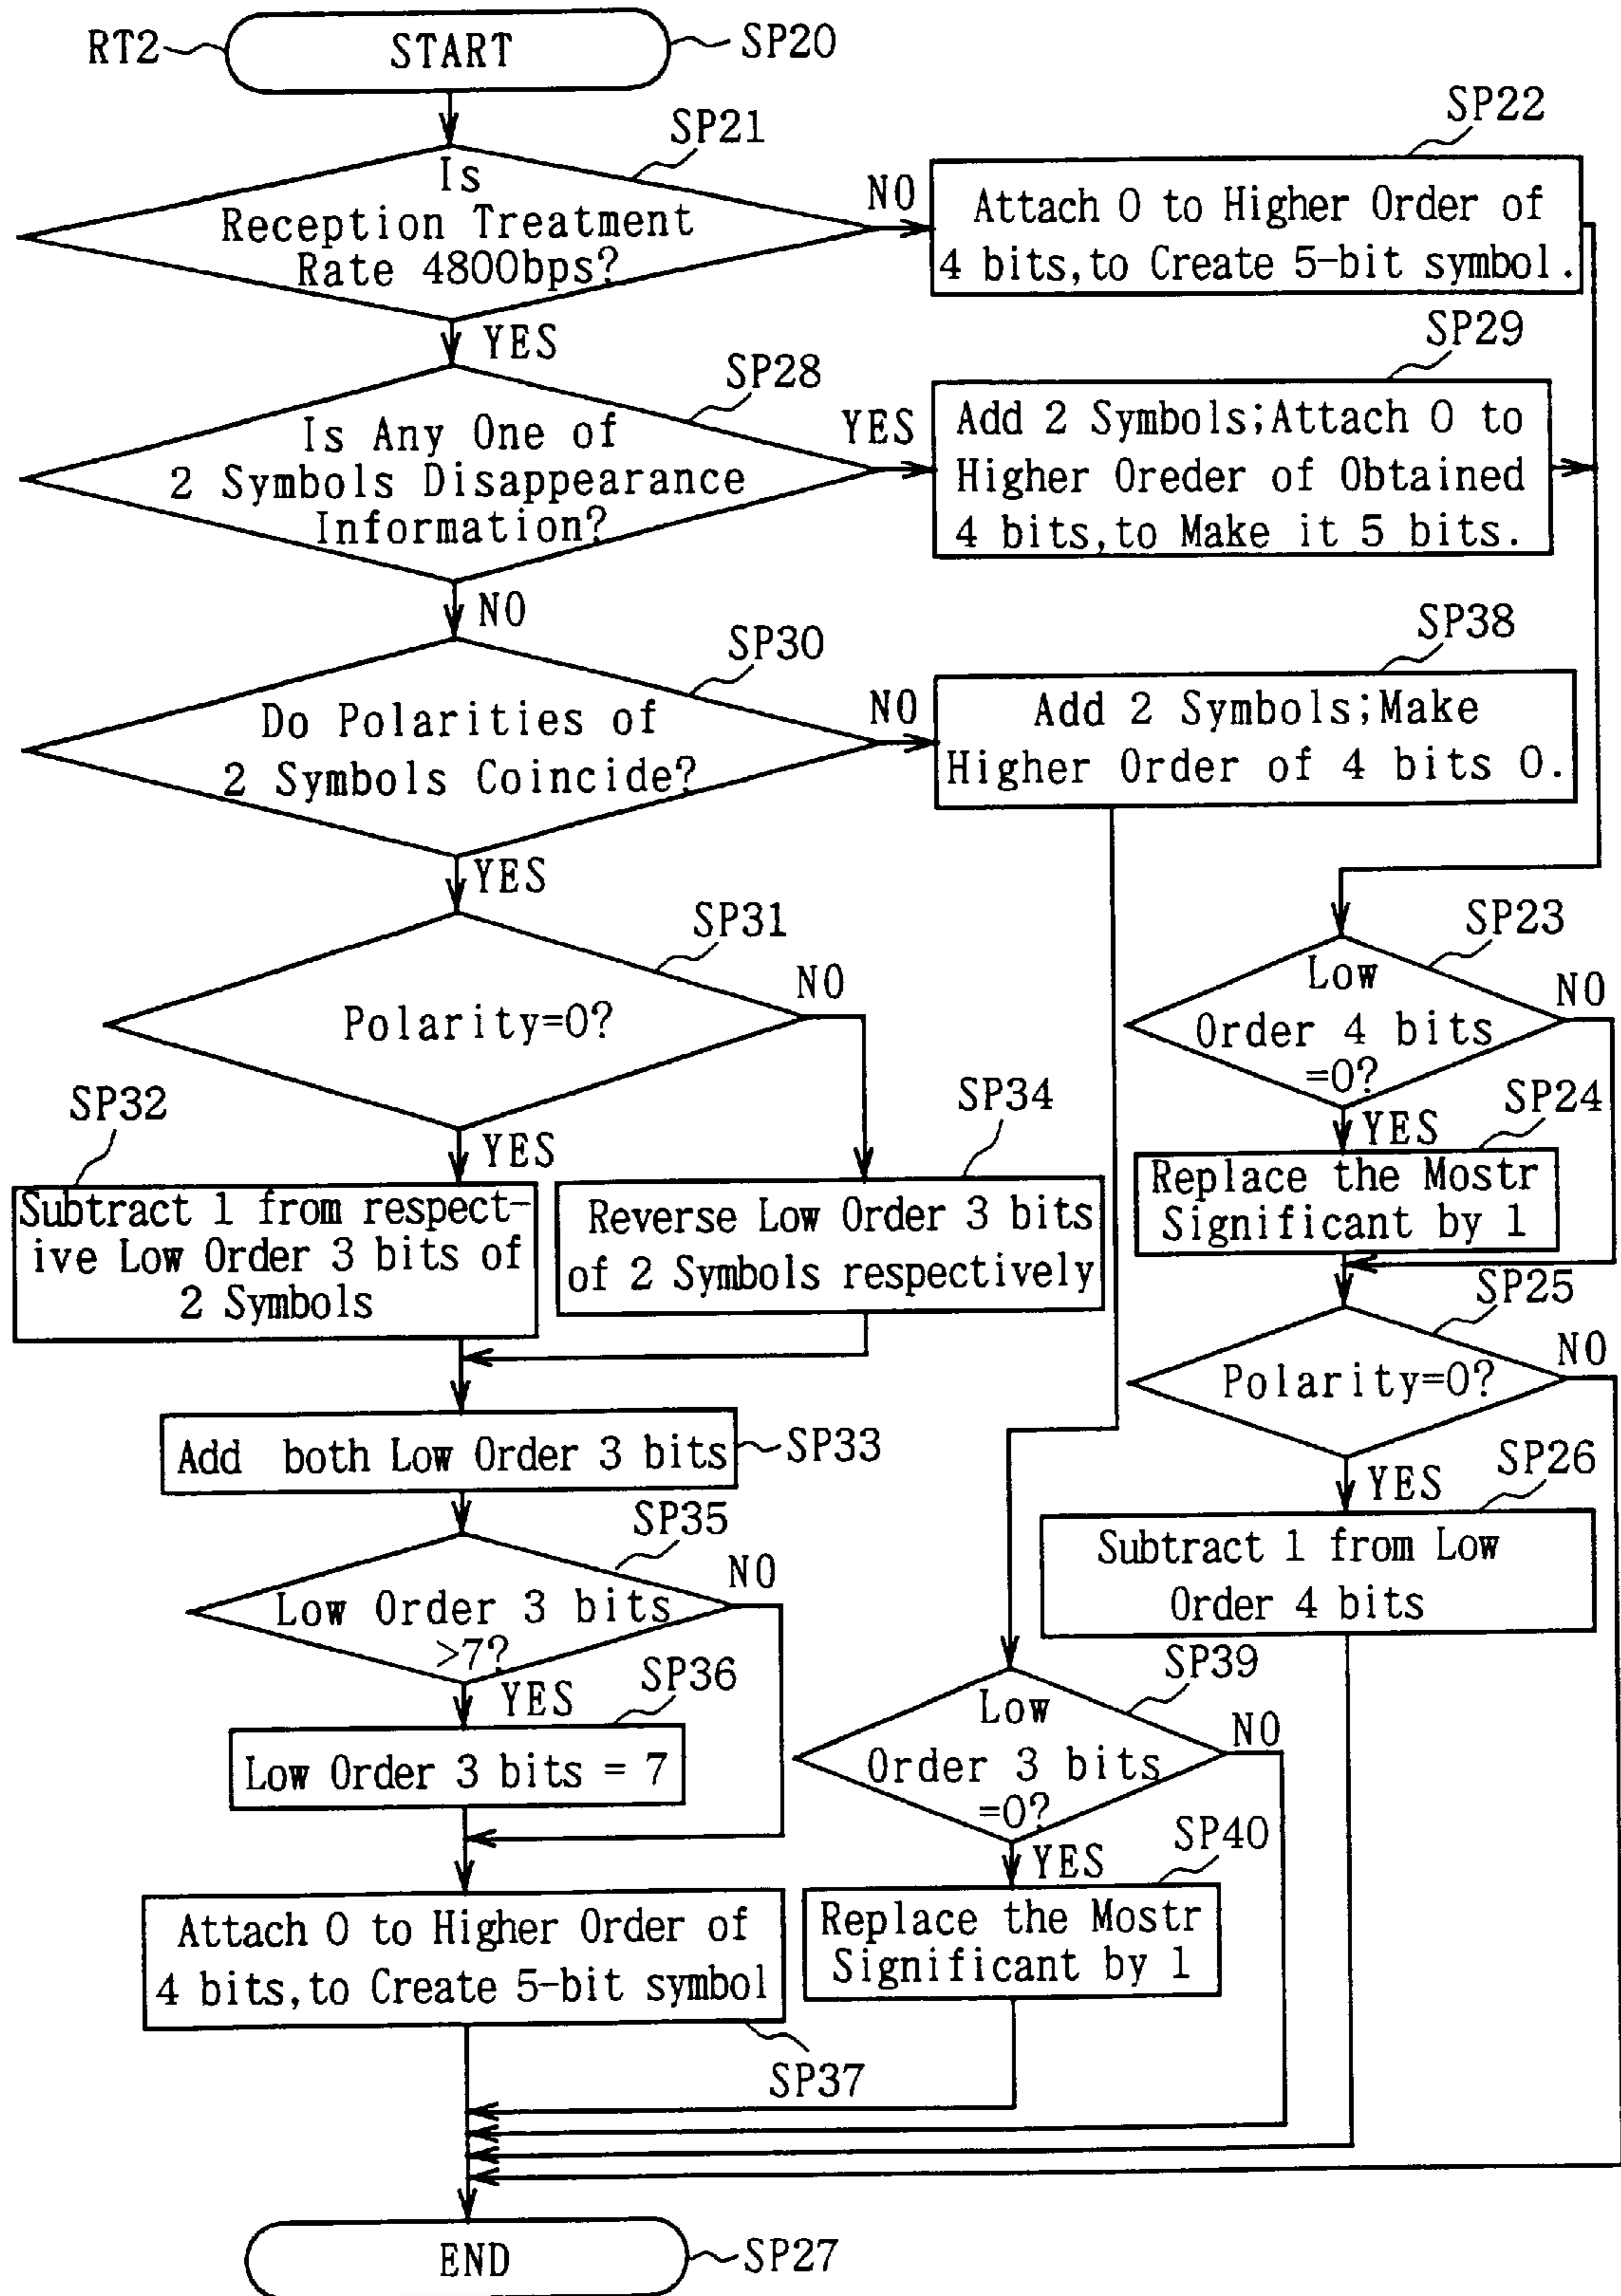 RT2
START
SP20
SP21
Is
Reception Treatment
Rate 4800bps?
NO
YES
SP22
Attach 0 to Higher Order of
4 bits,to Create 5-bit symbol.
SP28
Is Any One of
2 Symbols Disappearance
Information?
YES
NO
SP29
Add 2 Symbols;Attach 0 to
Higher Oreder of Obtained
4 bits,to Make it 5 bits.
SP30
Do Polarities of
2 Symbols Coincide?
NO
YES
SP38
Add 2 Symbols;Make
Higher Order of 4 bits 0.
SP31
Polarity=0?
NO
YES
SP23
Low
Order 4 bits
=0?
NO
YES
SP32
Subtract 1 from respect-
ive Low Order 3 bits of
2 Symbols
SP34
Reverse Low Order 3 bits
of 2 Symbols respectively
SP24
Replace the Mostr
Significant by 1
SP25
Polarity=0?
NO
YES
Add both Low Order 3 bits
SP33
SP26
Subtract 1 from Low
Order 4 bits
SP35
Low Order 3 bits
>7?
NO
YES
SP36
Low Order 3 bits = 7
SP39
Low
Order 3 bits
=0?
NO
YES
SP40
Replace the Mostr
Significant by 1
Attach 0 to Higher Order of
4 bits,to Create 5-bit symbol
SP37
END
SP27